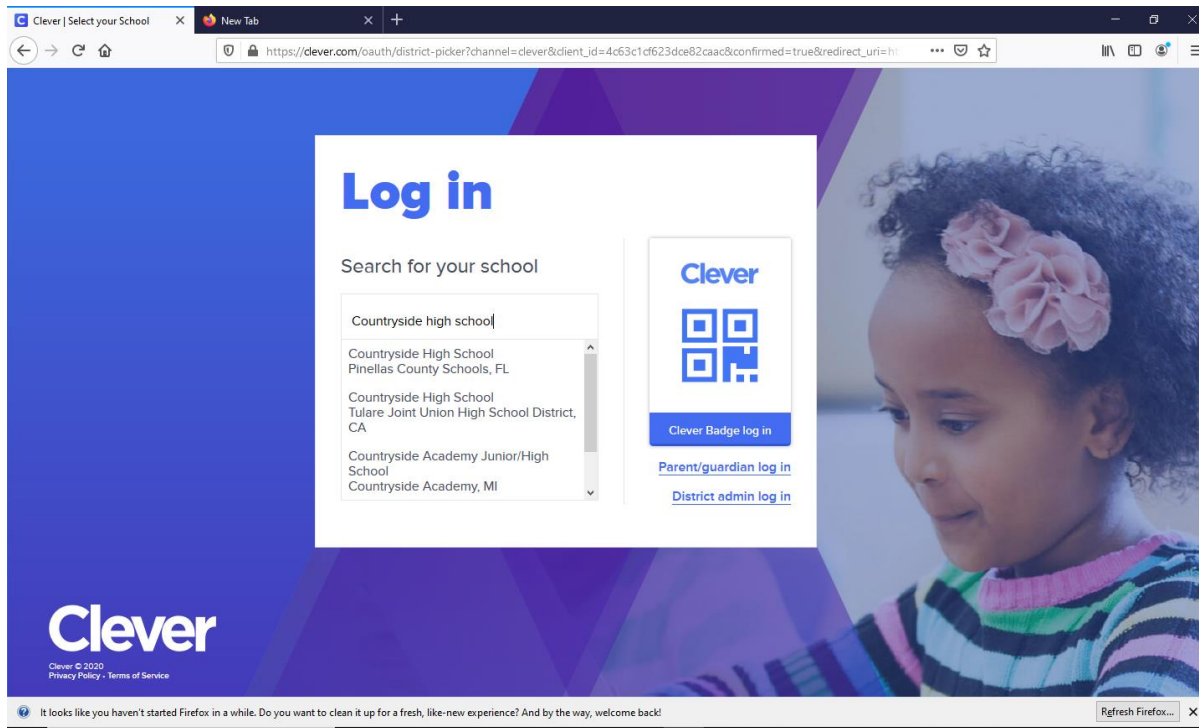 Clever | Select your School
New Tab
https://clever.com/oauth/district-picker?channel=clever&client_id=4c63c1cf623dce82caac&confirmed=true&redirect_uri=h
Log in
Search for your school
Countryside high school
Countryside High School
Pinellas County Schools, FL
Countryside High School
Tulare Joint Union High School District,
CA
Countryside Academy Junior/High
School
Countryside Academy, MI
Clever
Clever Badge log in
Parent/guardian log in
District admin log in
Clever
Clever © 2020
Privacy Policy - Terms of Service
It looks like you haven't started Firefox in a while. Do you want to clean it up for a fresh, like-new experience? And by the way, welcome back!
Refresh Firefox...